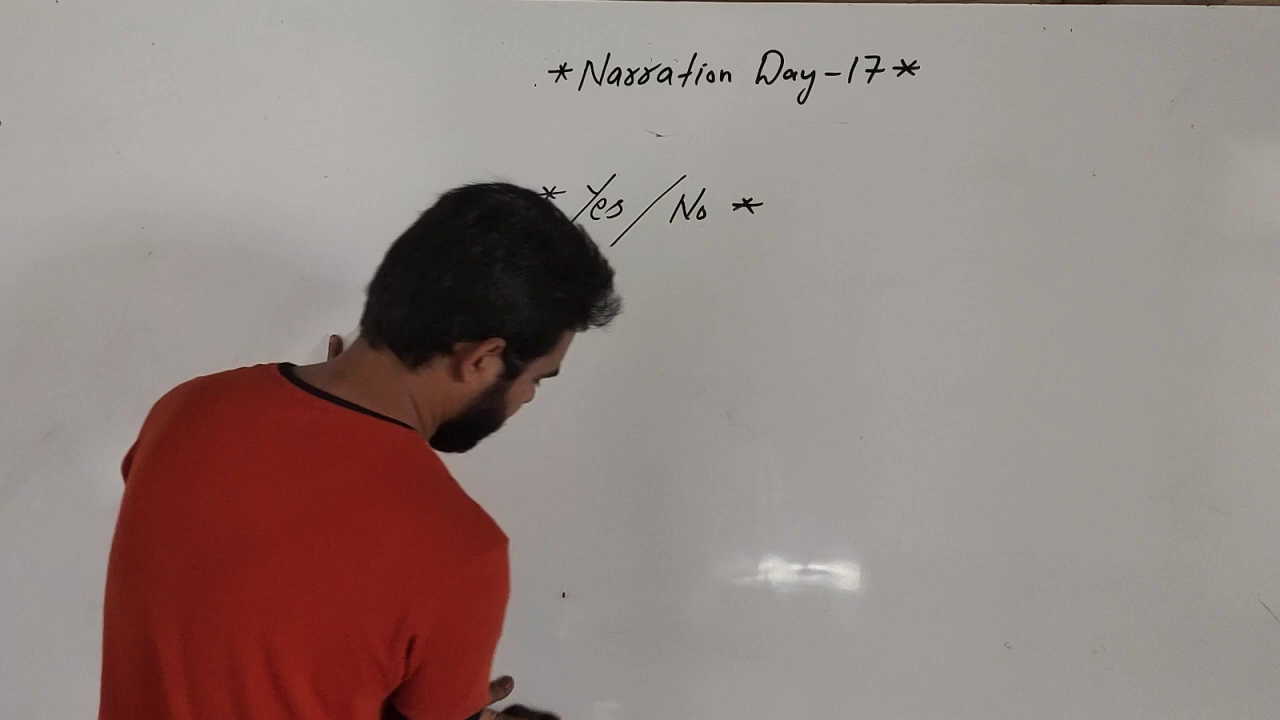 *Narration Day-17*
* Yes/No *